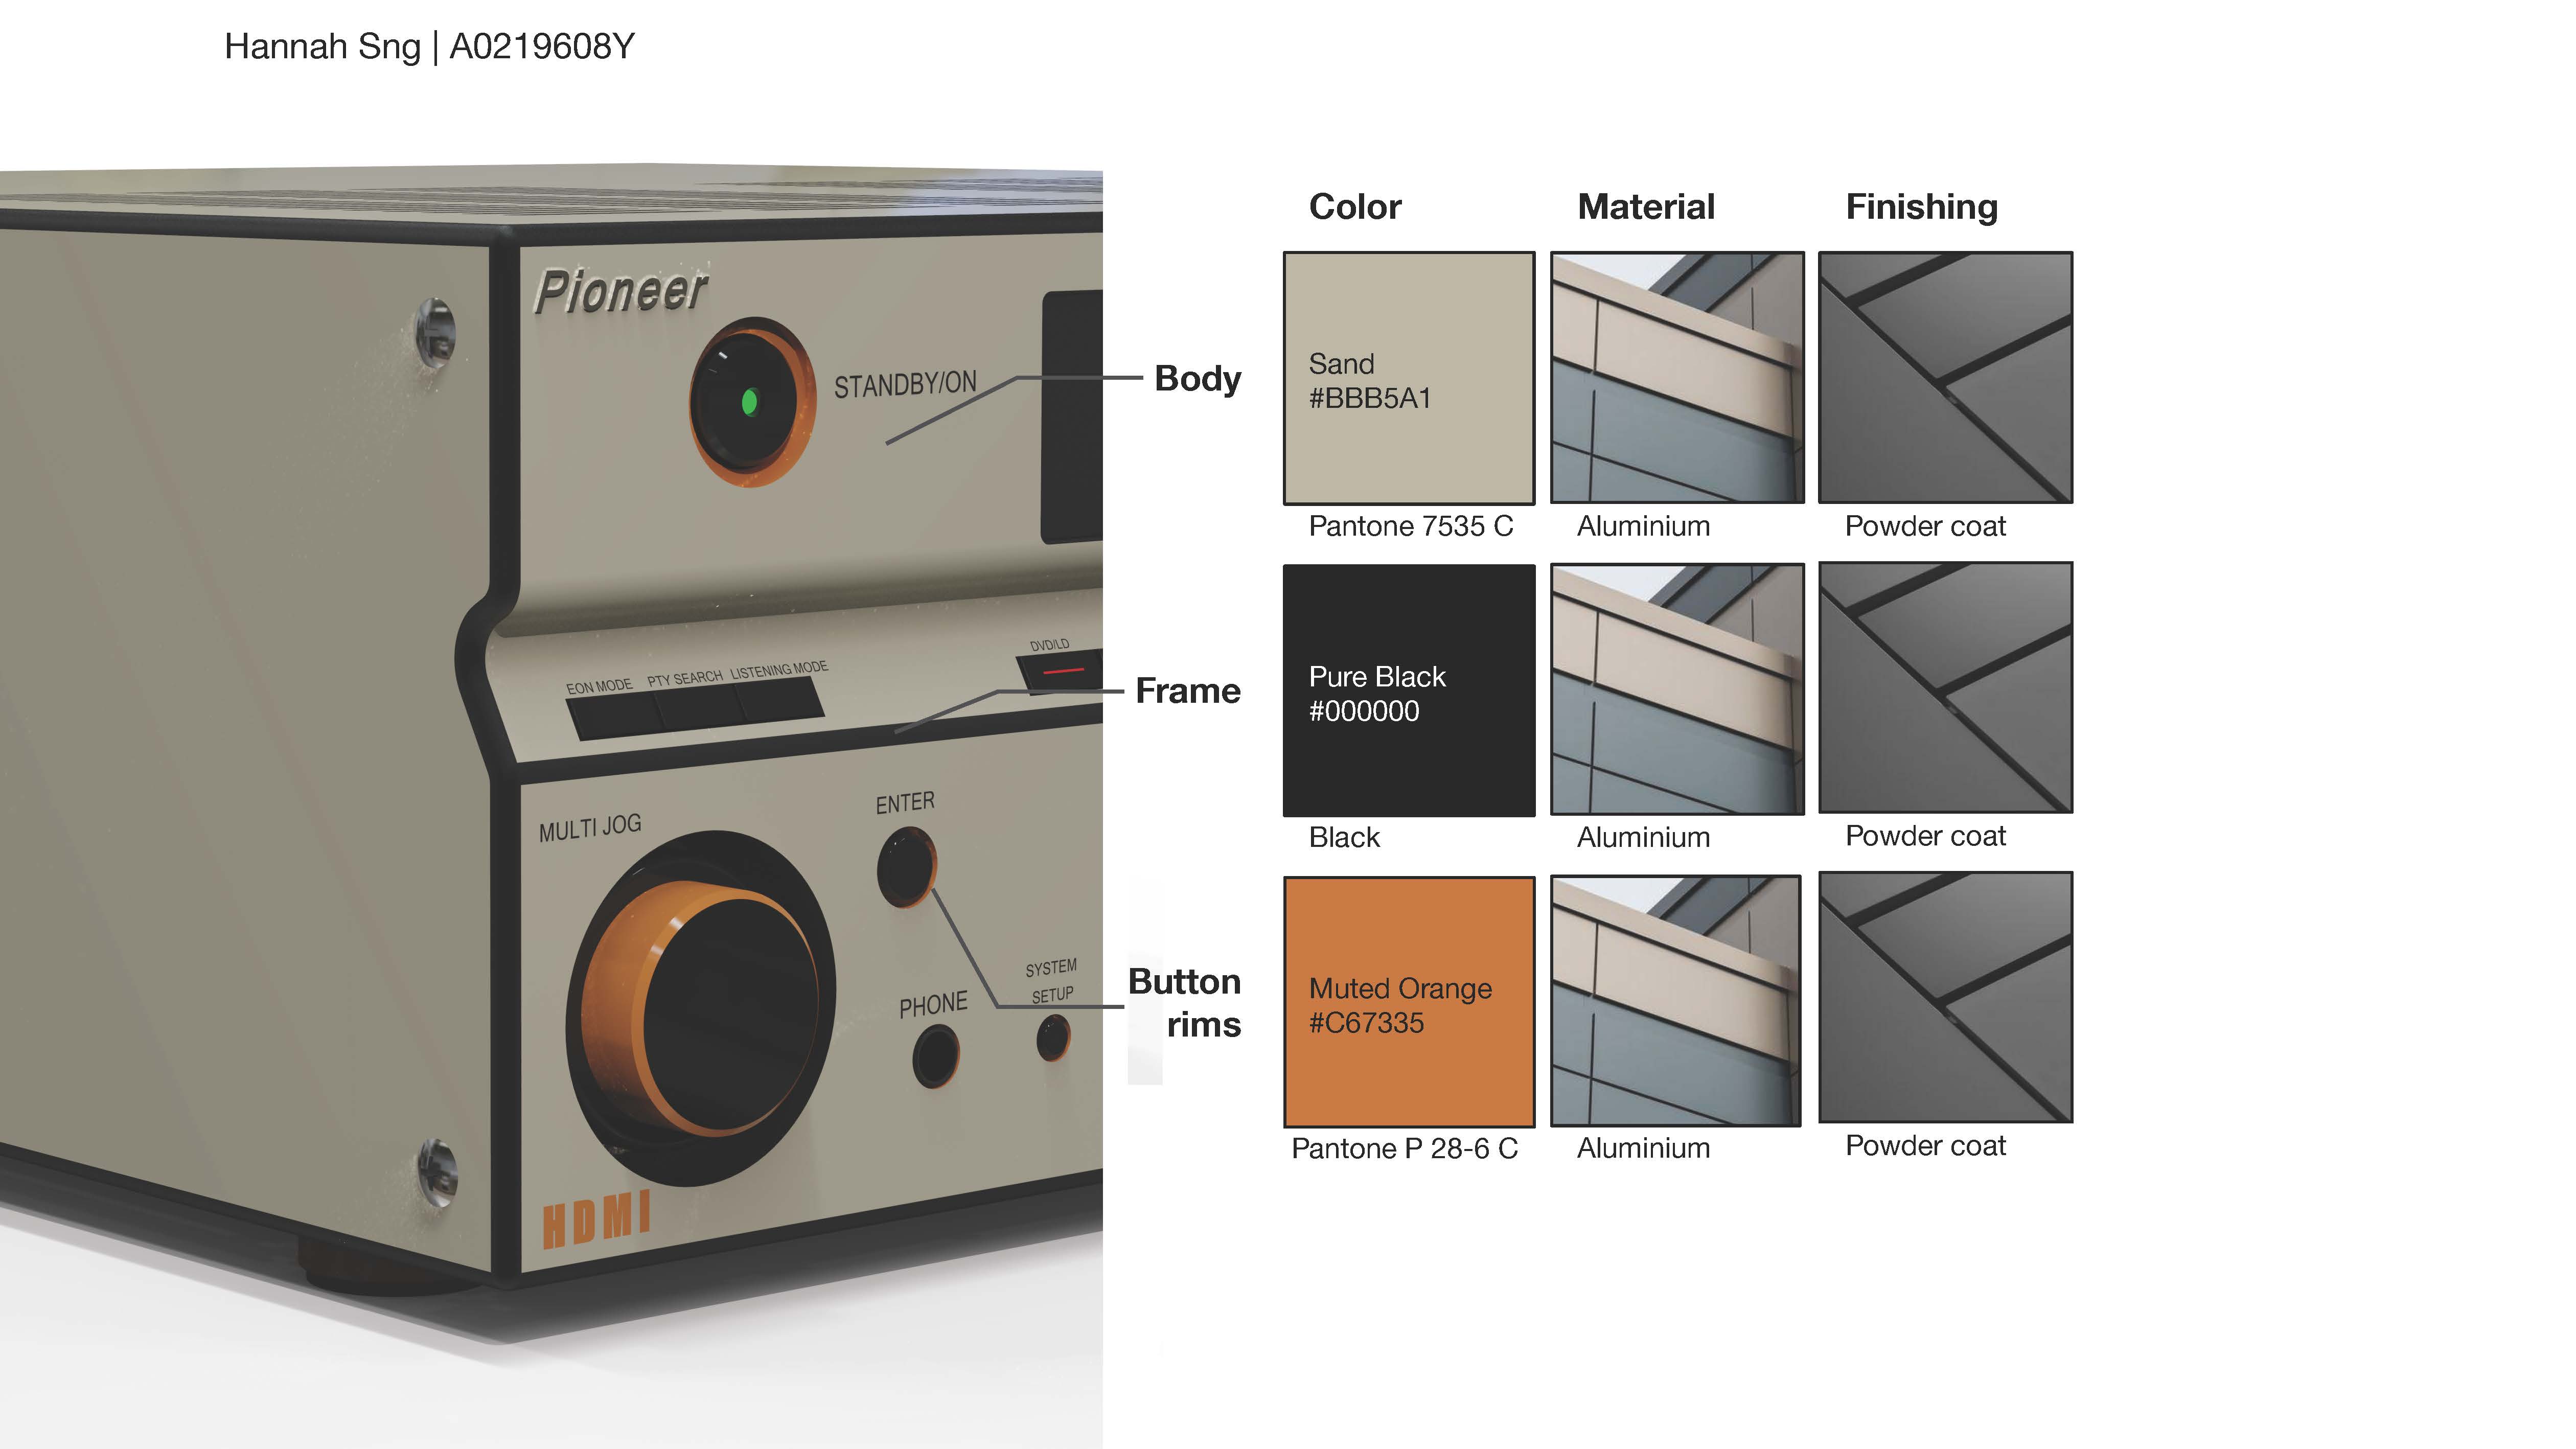 Hannah Sng | A0219608Y
Pioneer
STANDBY/ON
EON MODE PTY SEARCH LISTENING MODE
DVD/LD
MULTI JOG
ENTER
PHONE
SYSTEM
SETUP
HDMI
Body
Frame
Button
rims
Color Material Finishing
Sand
#BBB5A1
Pantone 7535 C Aluminium Powder coat
Pure Black
#000000
Black Aluminium Powder coat
Muted Orange
#C67335
Pantone P 28-6 C Aluminium Powder coat